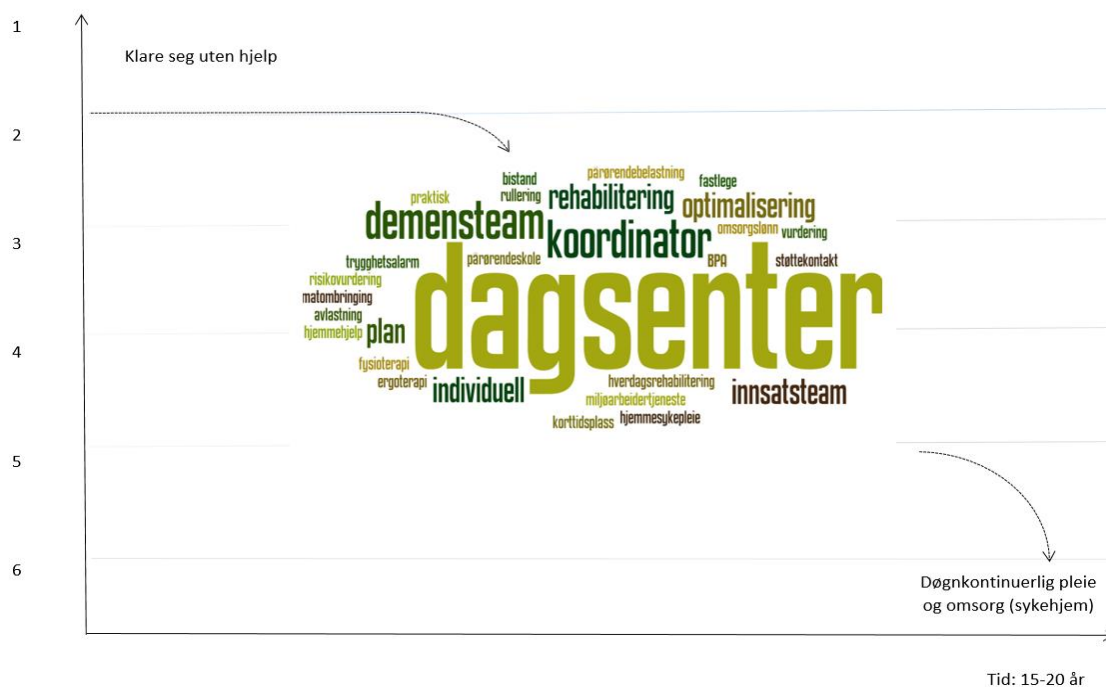 1
Klare seg uten hjelp
2
pårørendebelastning
bistand
fastlege
praktisk
rullering
rehabilitering
optimalisering
demensteam
koordinator
omsorgslønn
vurdering
3
trygghetsalarm
pårørendeskole
BPA
støttekontakt
risikovurdering
matombringing
avlastning
hjemmehjelp
plan
dagsenter
4
fysioterapi
ergoterapi
individuell
hverdagsrehabilitering
innsatsteam
miljøarbeidertjeneste
korttidsplass
hjemmesykepleie
5
6
Døgnkontinuerlig pleie
og omsorg (sykehjem)
Tid: 15-20 år